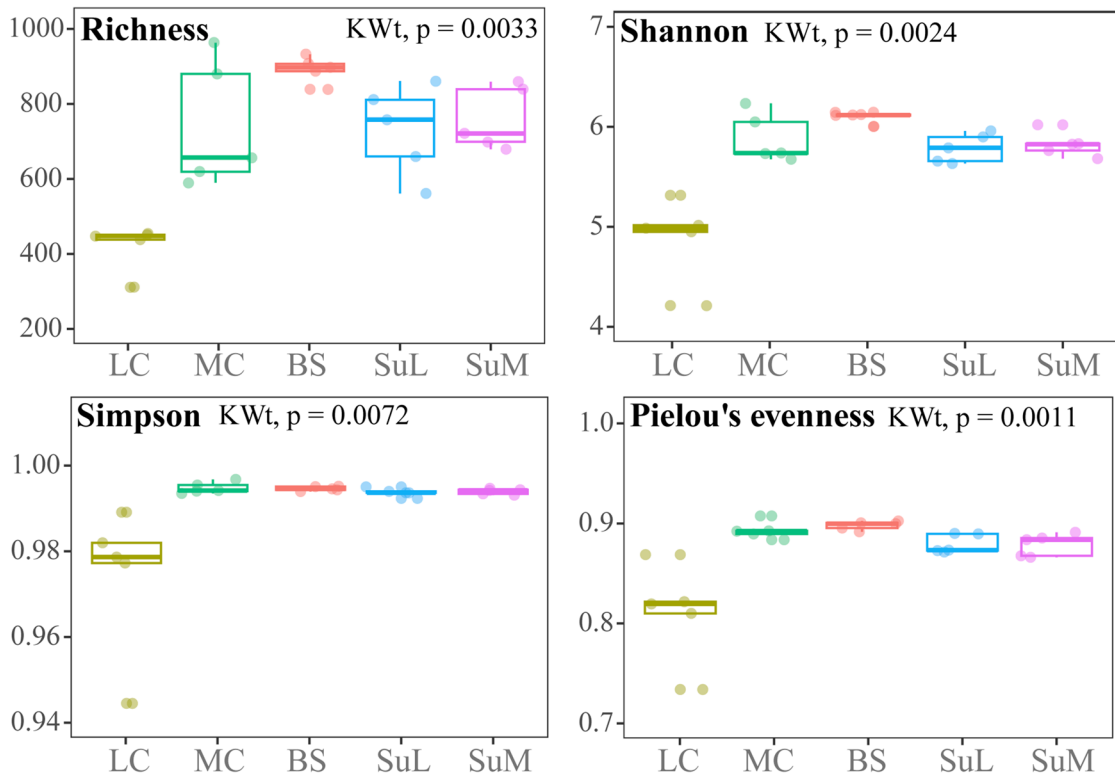 Richness KWt, p = 0.0033
1000
800
600
400
200
LC MC BS SuL SuM
Shannon KWt, p = 0.0024
7
6
5
4
LC MC BS SuL SuM
Simpson KWt, p = 0.0072
1.00
0.98
0.96
0.94
LC MC BS SuL SuM
Pielou's evenness KWt, p = 0.0011
1.0
0.9
0.8
0.7
LC MC BS SuL SuM